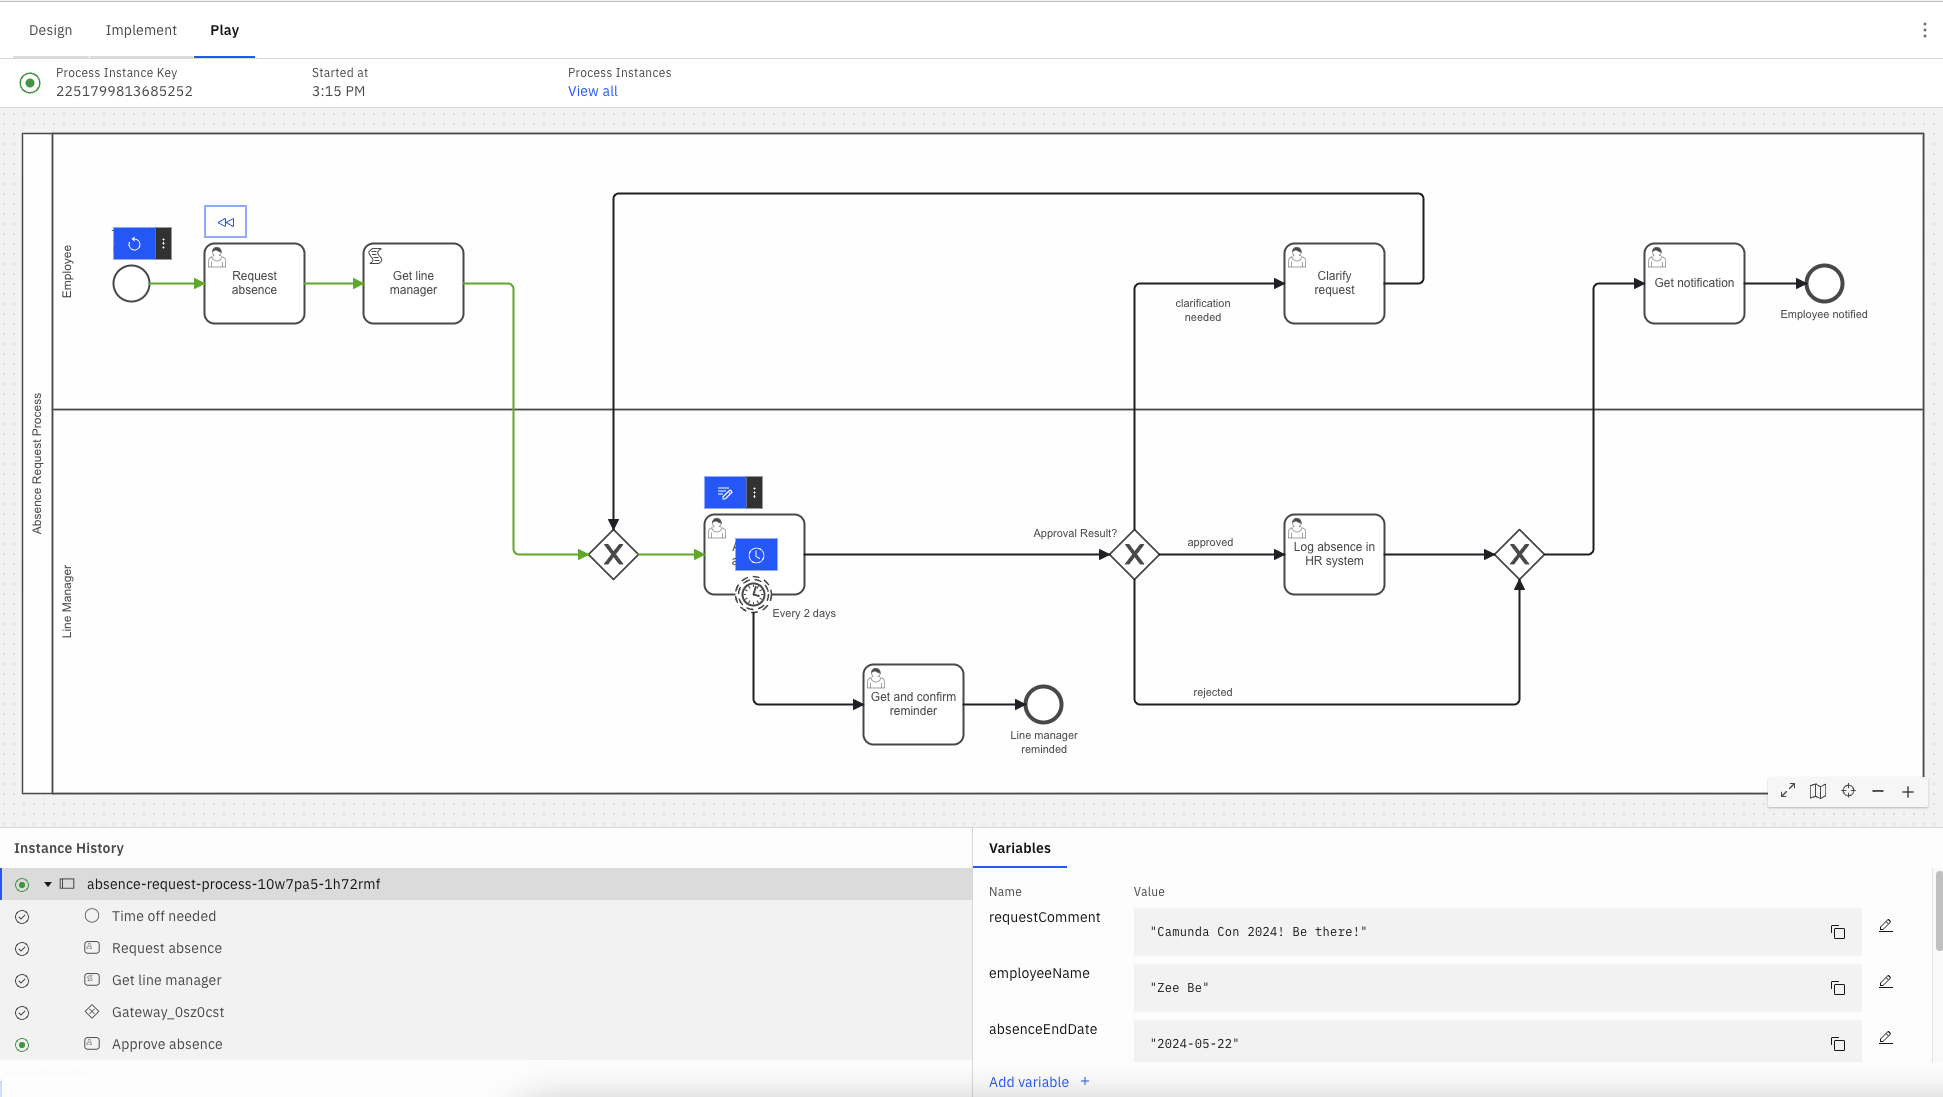 Design
Implement
Play
Process Instance Key
2251799813685252
Started at
3:15 PM
Process Instances
View all
Absence Request Process
Employee
Line Manager
Request
absence
Get line
manager
clarification
needed
Clarify
request
Get notification
Employee notified
A
a
Every 2 days
Approval Result?
approved
Log absence in
HR system
rejected
Get and confirm
reminder
Line manager
reminded
Instance History
absence-request-process-10w7pa5-1h72rmf
Time off needed
Request absence
Get line manager
Gateway_0sz0cst
Approve absence
Variables
Name
Value
requestComment
"Camunda Con 2024! Be there!"
employeeName
"Zee Be"
absenceEndDate
"2024-05-22"
Add variable +